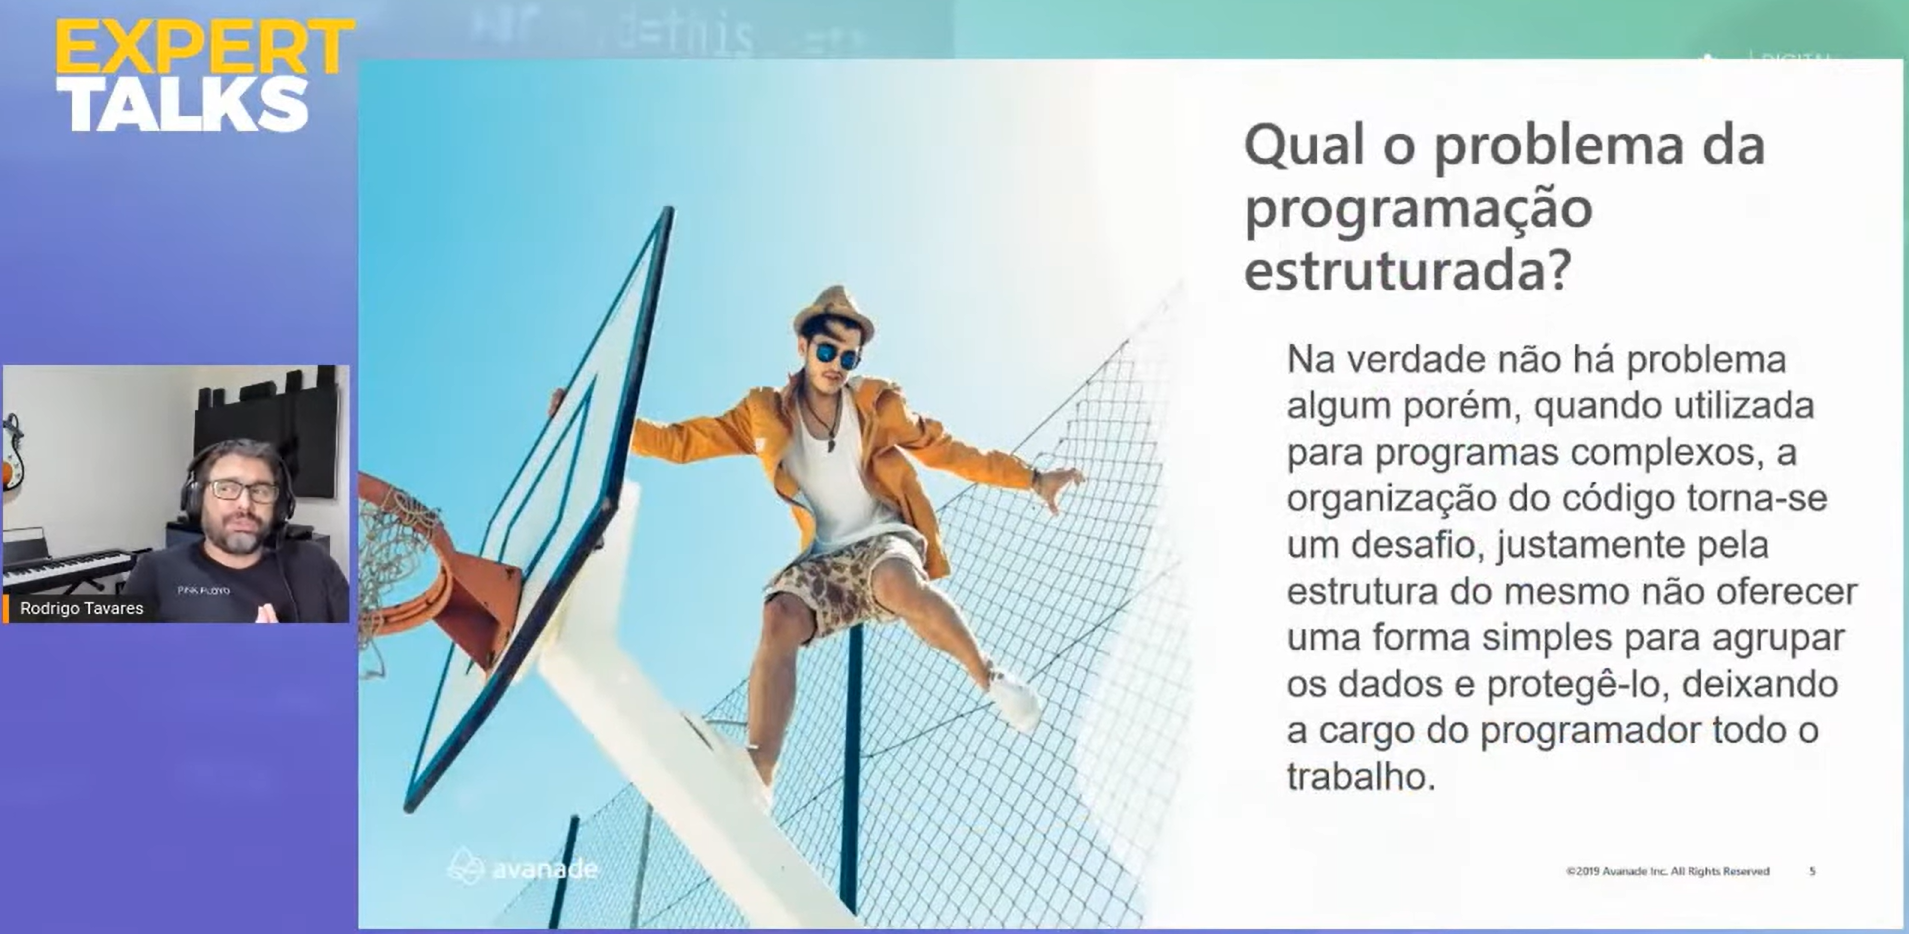 EXPERT
TALKS
Qual o problema da
programação
estruturada?
Na verdade não há problema
algum porém, quando utilizada
para programas complexos, a
organização do código torna-se
um desafio, justamente pela
estrutura do mesmo não oferecer
uma forma simples para agrupar
os dados e protegê-lo, deixando
a cargo do programador todo o
trabalho.
PINK FLOYD
Rodrigo Tavares
avanade
©2019 Avanade Inc. All Rights Reserved 5